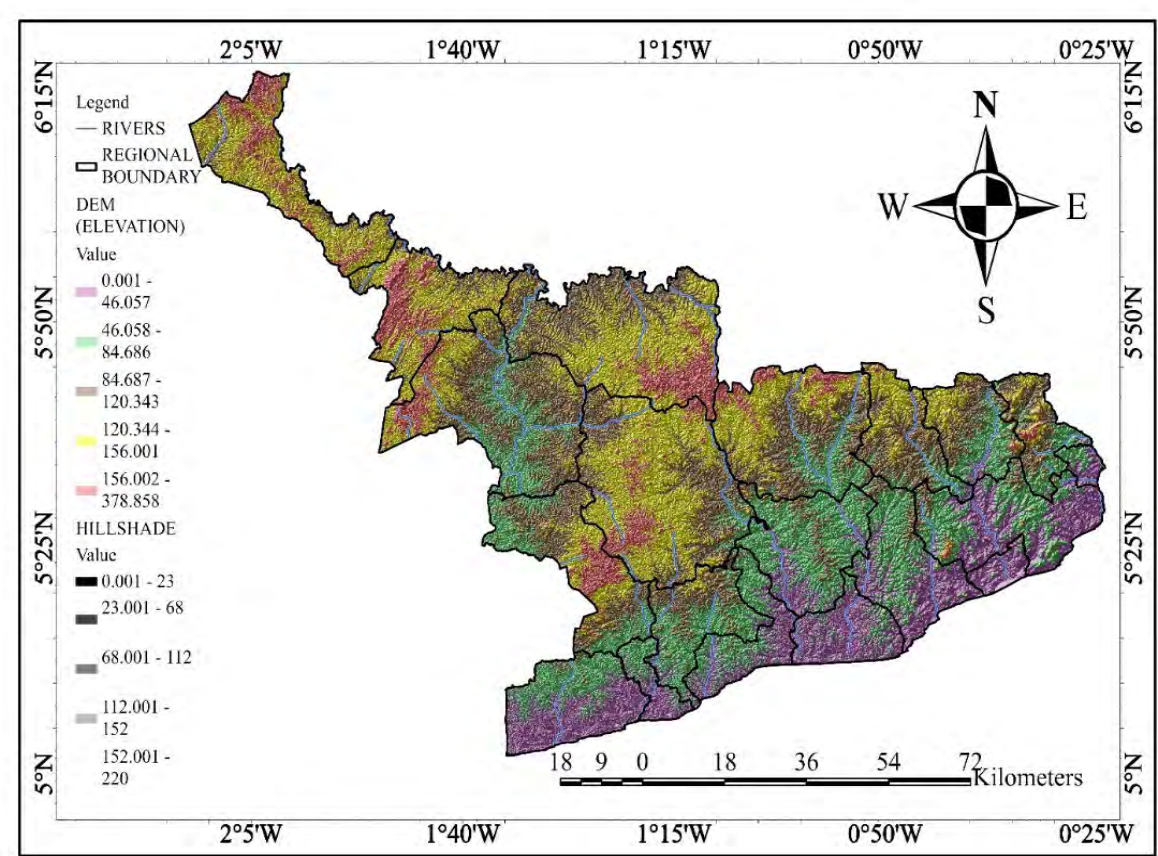 2°5'W 1°40'W 1°15'W 0°50'W 0°25'W
6°15'N
6°15'N
Legend
RIVERS
REGIONAL
BOUNDARY
DEM
(ELEVATION)
Value
0.001 -
46.057
46.058 -
84.686
84.687 -
120.343
120.344 -
156.001
156.002 -
378.858
HILLSHADE
Value
0.001 - 23
23.001 - 68
68.001 - 112
112.001 -
152
152.001 -
220
N
W E
S
5°50'N
5°50'N
5°25'N
5°25'N
18 9 0 18 36 54 72
Kilometers
5°N
5°N
2°5'W 1°40'W 1°15'W 0°50'W 0°25'W